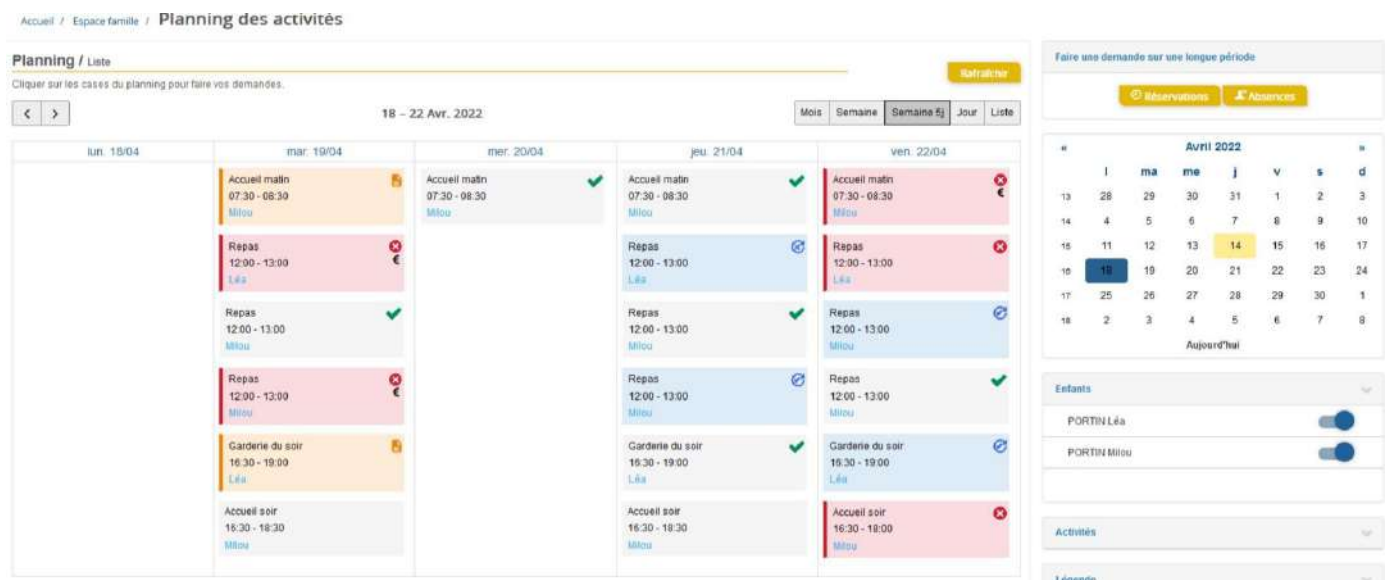 Accueil / Espace famille / Planning des activités
Planning / Liste
Rafraîchir
Cliquer sur les cases du planning pour faire vos demandes.
< >
18 – 22 Avr. 2022
Mois Semaine Semaine 5j Jour Liste
lun. 18/04 mar. 19/04 mer. 20/04 jeu. 21/04 ven. 22/04
Accueil matin
07:30 - 08:30
Milou
Repas
12:00 - 13:00
Léa
Repas
12:00 - 13:00
Milou
Repas
12:00 - 13:00
Milou
Garderie du soir
16:30 - 19:00
Léa
Accueil soir
16:30 - 18:30
Milou
Accueil matin
07:30 - 08:30
Milou
Accueil matin
07:30 - 08:30
Milou
Repas
12:00 - 13:00
Léa
Repas
12:00 - 13:00
Milou
Repas
12:00 - 13:00
Milou
Garderie du soir
16:30 - 19:00
Léa
Accueil soir
16:30 - 18:30
Milou
Accueil matin
07:30 - 08:30
Milou
Repas
12:00 - 13:00
Léa
Repas
12:00 - 13:00
Milou
Repas
12:00 - 13:00
Milou
Garderie du soir
16:30 - 19:00
Léa
Accueil soir
16:30 - 18:00
Milou
Faire une demande sur une longue période
Réservations Absences
« Avril 2022 »
l ma me j v s d
13 28 29 30 31 1 2 3
14 4 5 6 7 8 9 10
15 11 12 13 14 15 16 17
16 18 19 20 21 22 23 24
17 25 26 27 28 29 30 1
18 2 3 4 5 6 7 8
Aujourd'hui
Enfants
PORTIN Léa
PORTIN Milou
Activités
Légende